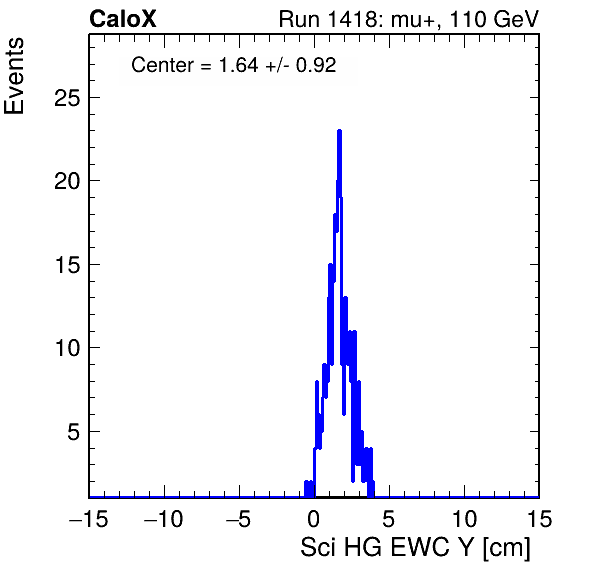 CaloX Run 1418: mu+, 110 GeV
Center = 1.64 +/- 0.92
Events
25
20
15
10
5
−15 −10 −5 0 5 10 15
Sci HG EWC Y [cm]